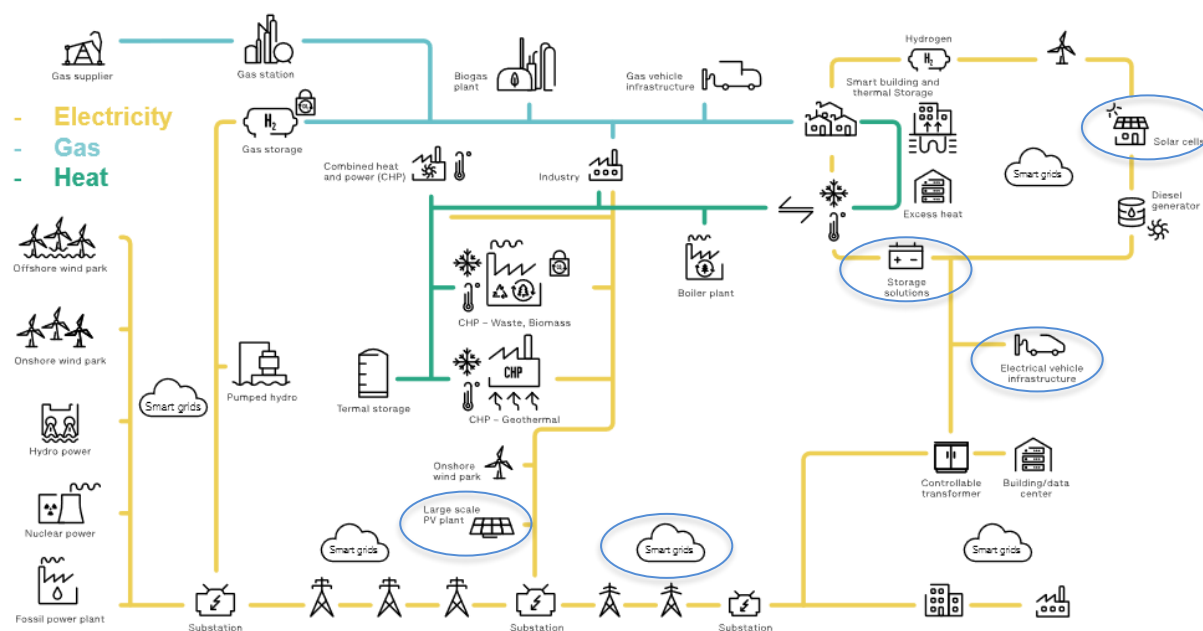 Hydrogen
H₂
Gas supplier
Gas station
Biogas
plant
Gas vehicle
infrastructure
Smart building and
thermal Storage
- Electricity
- Gas
- Heat
H₂
Gas storage
Solar cells
Smart grids
Combined heat
and power (CHP)
Industry
Excess heat
Diesel
generator
Offshore wind park
Boiler plant
Storage
solutions
CHP – Waste, Biomass
Onshore wind park
Pumped hydro
Smart grids
Termal storage
CHP
CHP – Geothermal
Electrical vehicle
infrastructure
Hydro power
Onshore
wind park
Controllable
transformer
Building/data
center
Large scale
PV plant
Nuclear power
Smart grids
Smart grids
Smart grids
Fossil power plant
Substation
Substation
Substation